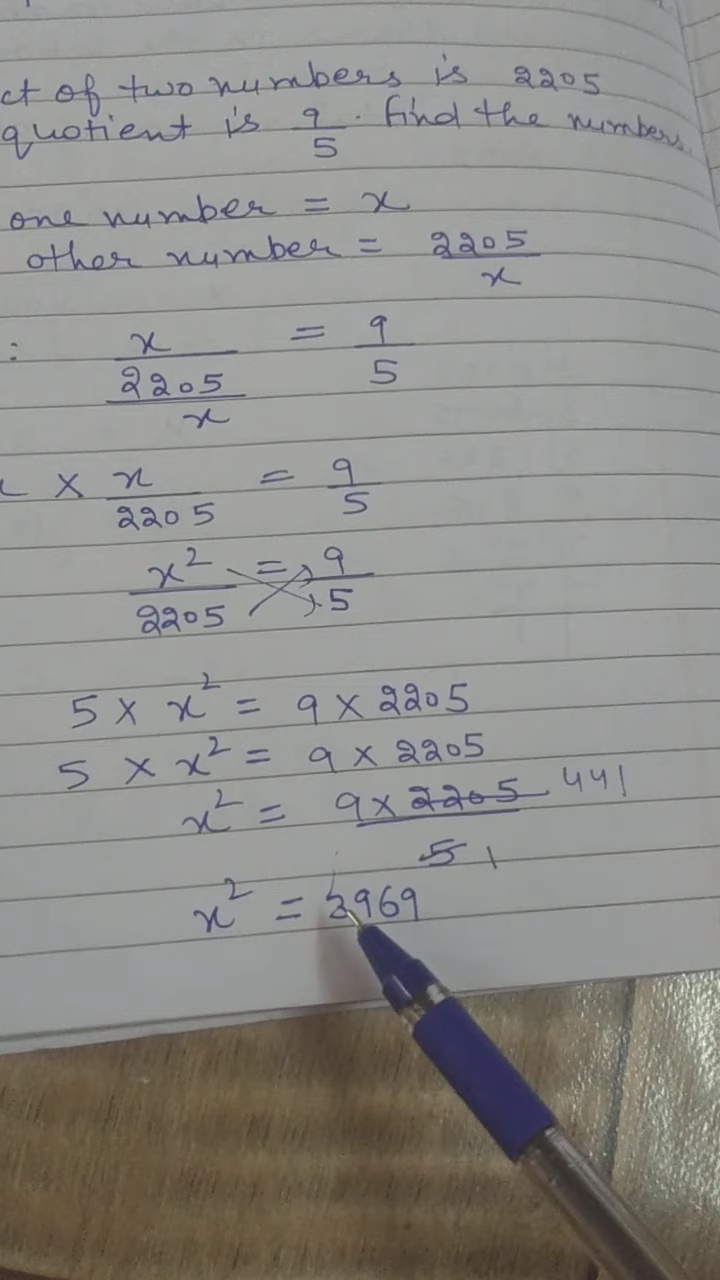 ct of two numbers is 2205
quotient is 9/5. find the numbers.
one number = x
other number = 2205/x
: x/(2205/x) = 9/5
x × x/2205 = 9/5
x²/2205 = 9/5
5 × x² = 9 × 2205
5 × x² = 9 × 2205
x² = 9 × 2205/5 441 1
x² = 3969